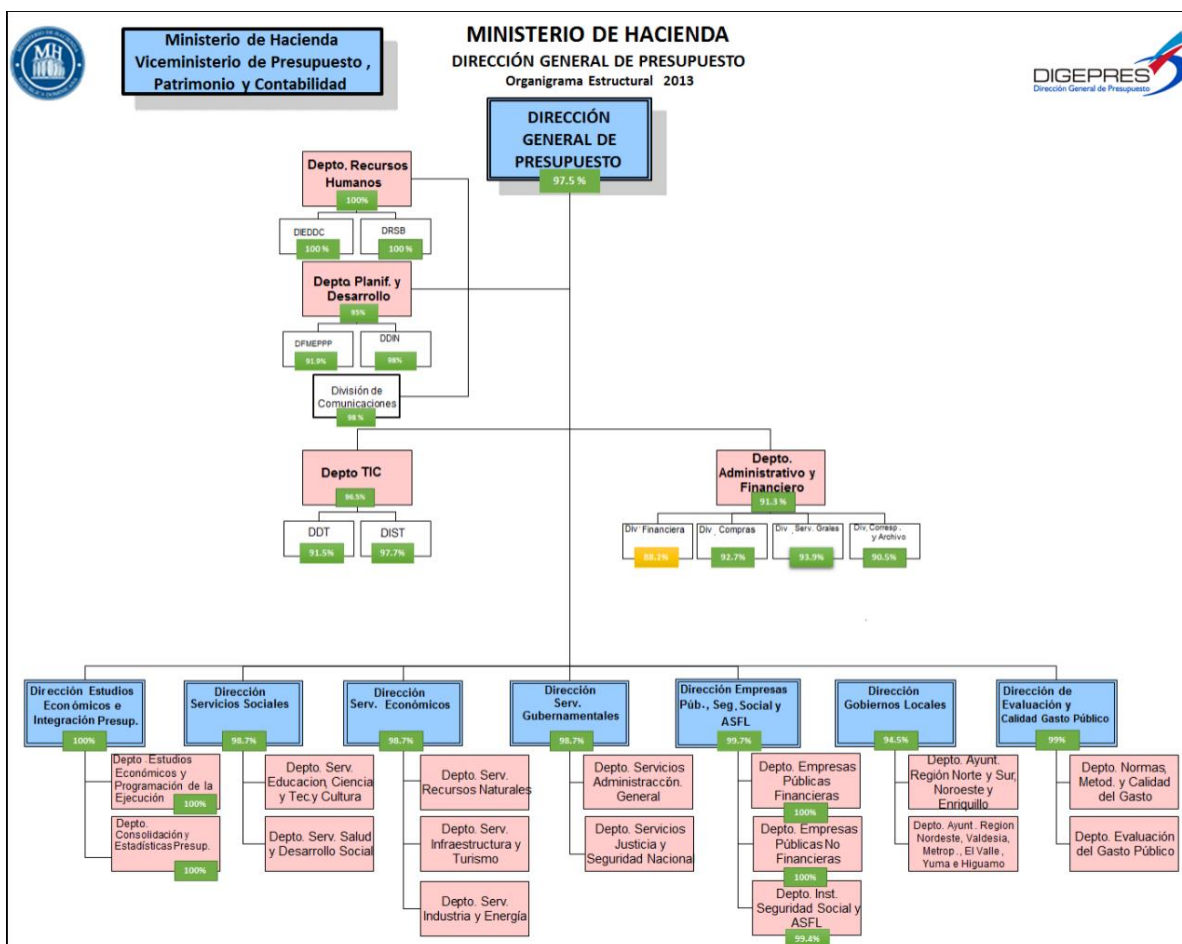 Ministerio de Hacienda
Viceministerio de Presupuesto ,
Patrimonio y Contabilidad
MINISTERIO DE HACIENDA
DIRECCIÓN GENERAL DE PRESUPUESTO
Organigrama Estructural 2013
MH
DIGEPRES
Dirección General de Presupuesto
DIRECCIÓN
GENERAL DE
PRESUPUESTO
97.5 %
Depto. Recursos
Humanos
100%
DIEDDC
100 %
DRSB
100 %
Depto. Planif. y
Desarrollo
95%
DFMEPPP
91.9%
DDIN
98%
División de
Comunicaciones
98 %
Depto TIC
96.5%
DDT
91.5%
DIST
97.7%
Depto.
Administrativo y
Financiero
91.3 %
Div. Financiera
88.2%
Div. Compras
92.7%
Div. Serv. Grales
93.9%
Div. Corresp.
y Archivo
90.5%
Dirección Estudios
Económicos e
Integración Presup.
100%
Depto .Estudios
Económicos y
Programación de la
Ejecución
100%
Depto.
Consolidación y
Estadísticas Presup.
100%
Dirección
Servicios Sociales
98.7%
Depto. Serv.
Educacion, Ciencia
y Tec.y Cultura
Depto. Serv. Salud
y Desarrollo Social
Dirección
Serv. Económicos
98.7%
Depto. Serv.
Recursos Naturales
Depto. Serv.
Infraestructura y
Turismo
Depto. Serv.
Industria y Energía
Dirección
Serv.
Gubernamentales
98.7%
Depto. Servicios
Administraccón.
General
Depto. Servicios
Justicia y
Seguridad Nacional
Dirección Empresas
Púb., Seg, Social y
ASFL
99.7%
Depto. Empresas
Públicas
Financieras
100%
Depto. Empresas
Públicas No
Financieras
100%
Depto. Inst.
Seguridad Social y
ASFL
99.4%
Dirección
Gobiernos Locales
94.5%
Depto. Ayunt.
Región Norte y Sur,
Noroeste y
Enriquillo
Depto. Ayunt. Region
Nordeste, Valdesia,
Metrop., El Valle,
Yuma e Higuamo
Dirección de
Evaluación y
Calidad Gasto Público
99%
Depto. Normas,
Metod. y Calidad
del Gasto
Depto. Evaluación
del Gasto Público